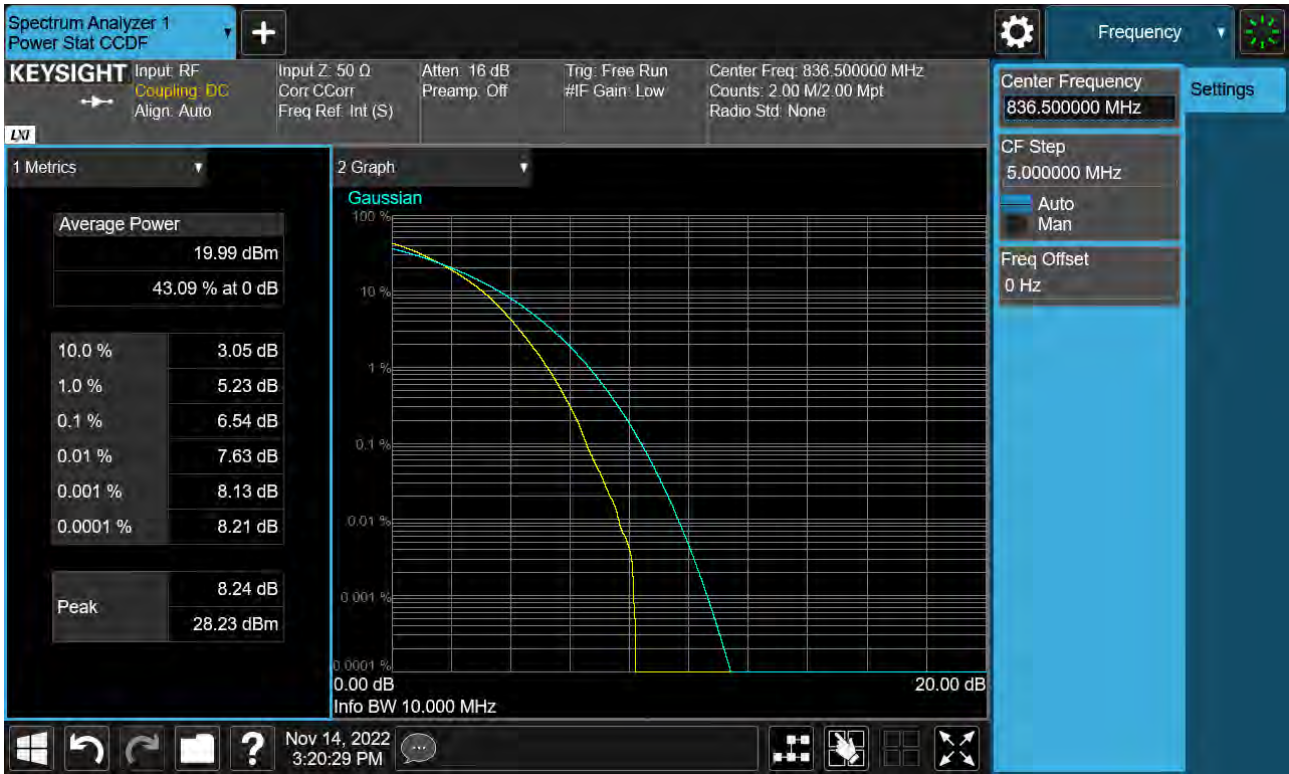 Spectrum Analyzer 1
Power Stat CCDF
Frequency
KEYSIGHT
Input: RF
Coupling: DC
Align: Auto
Input Z: 50 Ω
Corr CCorr
Freq Ref: Int (S)
Atten: 16 dB
Preamp: Off
Trig: Free Run
#IF Gain: Low
Center Freq: 836.500000 MHz
Counts: 2.00 M/2.00 Mpt
Radio Std: None
LXI
1 Metrics
Average Power
19.99 dBm
43.09 % at 0 dB
10.0 % 3.05 dB
1.0 % 5.23 dB
0.1 % 6.54 dB
0.01 % 7.63 dB
0.001 % 8.13 dB
0.0001 % 8.21 dB
Peak
8.24 dB
28.23 dBm
2 Graph
Gaussian
100 %
10 %
1 %
0.1 %
0.01 %
0.001 %
0.0001 %
0.00 dB
20.00 dB
Info BW 10.000 MHz
Center Frequency
836.500000 MHz
Settings
CF Step
5.000000 MHz
Auto
Man
Freq Offset
0 Hz
?
Nov 14, 2022
3:20:29 PM